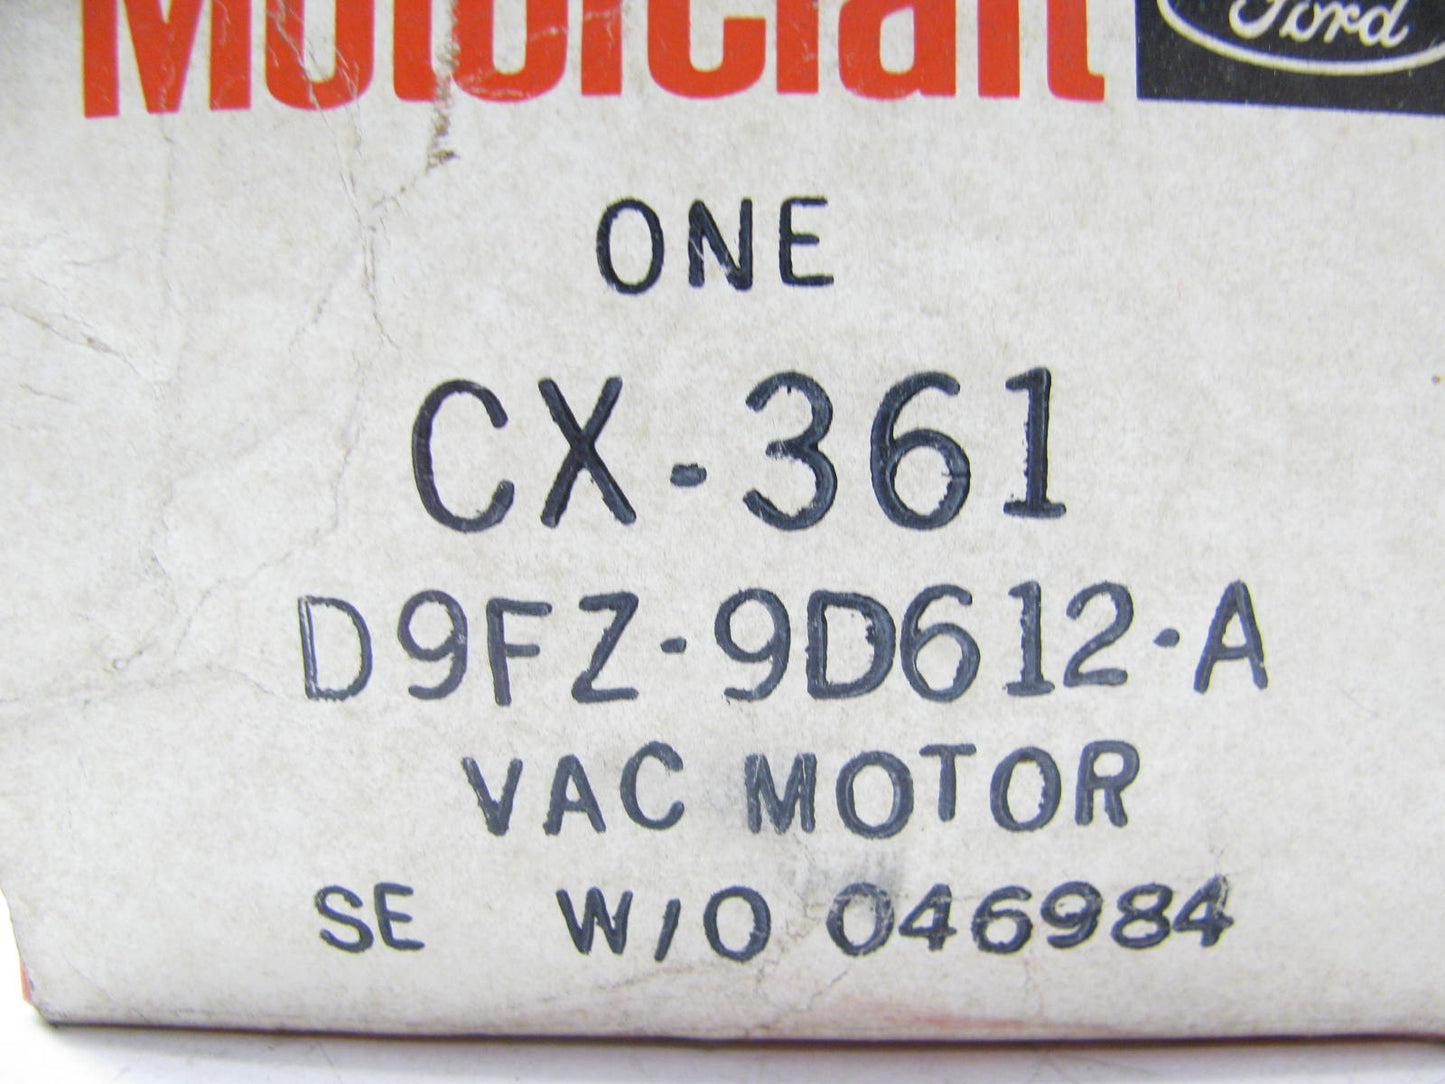 Motorcraft
Ford
ONE
CX-361
D9FZ-9D612-A
VAC MOTOR
SE W/O 046984